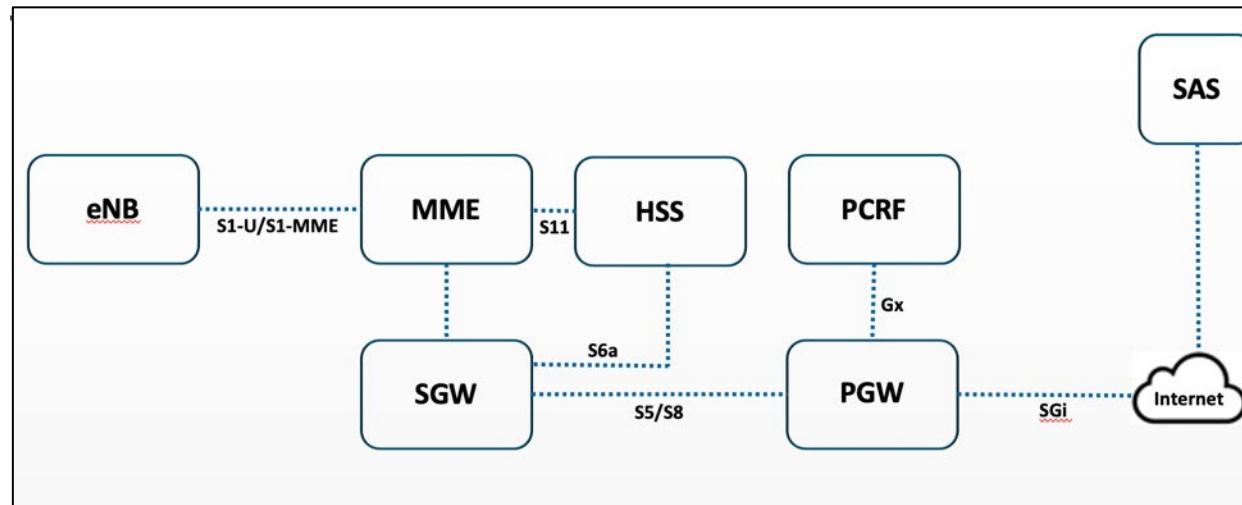 SAS
eNB
S1-U/S1-MME
MME
S11
HSS
PCRF
Gx
S6a
SGW
S5/S8
PGW
SGi
Internet